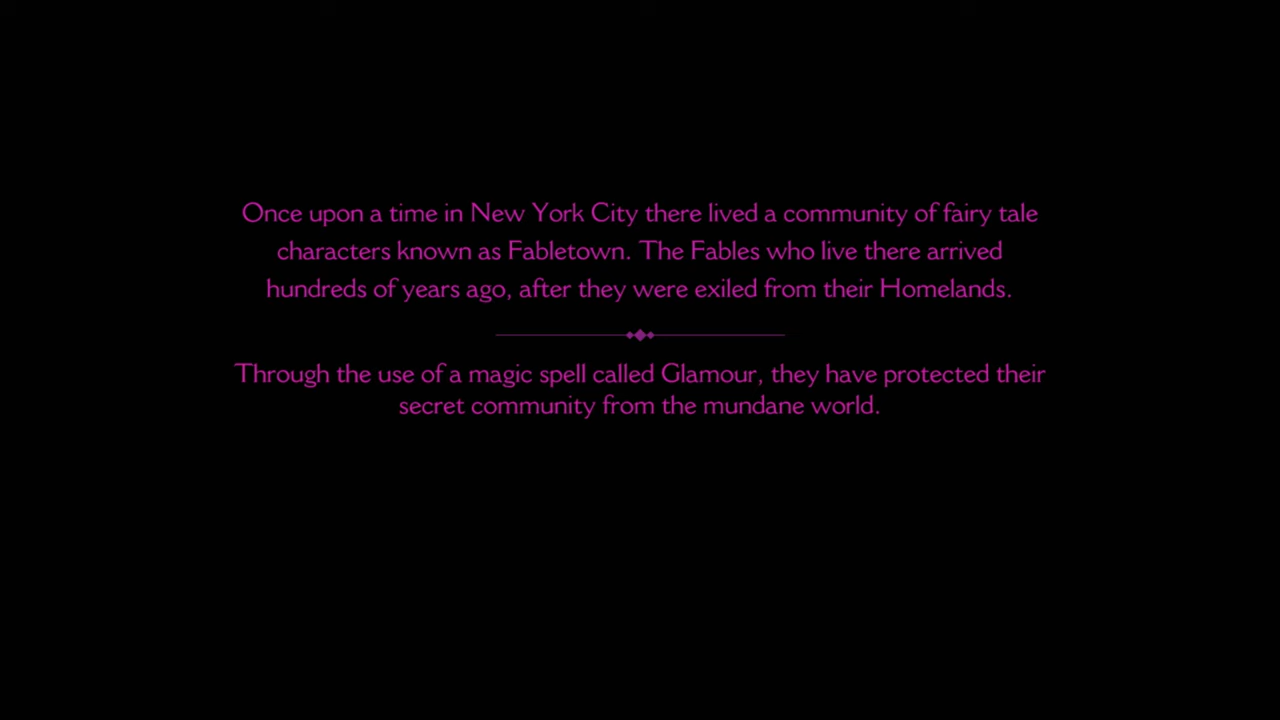 Once upon a time in New York City there lived a community of fairy tale
characters known as Fabletown. The Fables who live there arrived
hundreds of years ago, after they were exiled from their Homelands.
Through the use of a magic spell called Glamour, they have protected their
secret community from the mundane world.